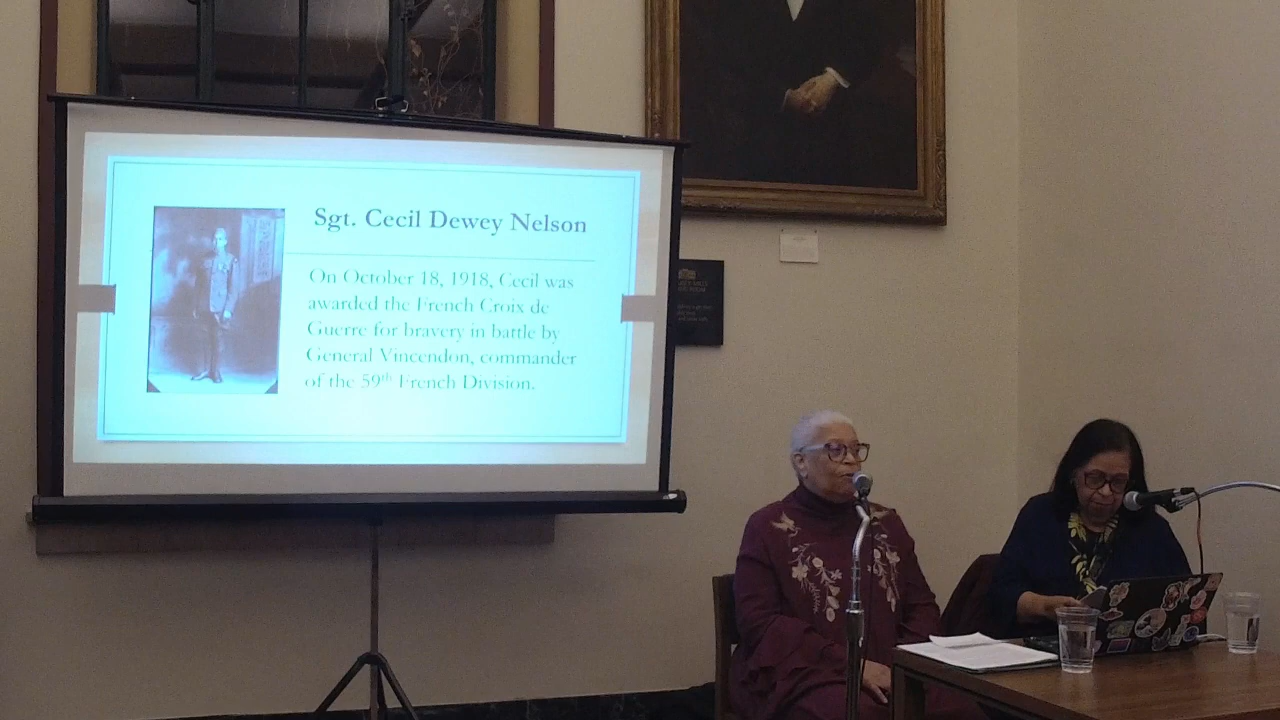 Sgt. Cecil Dewey Nelson
On October 18, 1918, Cecil was
awarded the French Croix de
Guerre for bravery in battle by
General Vincendon, commander
of the 59th French Division.